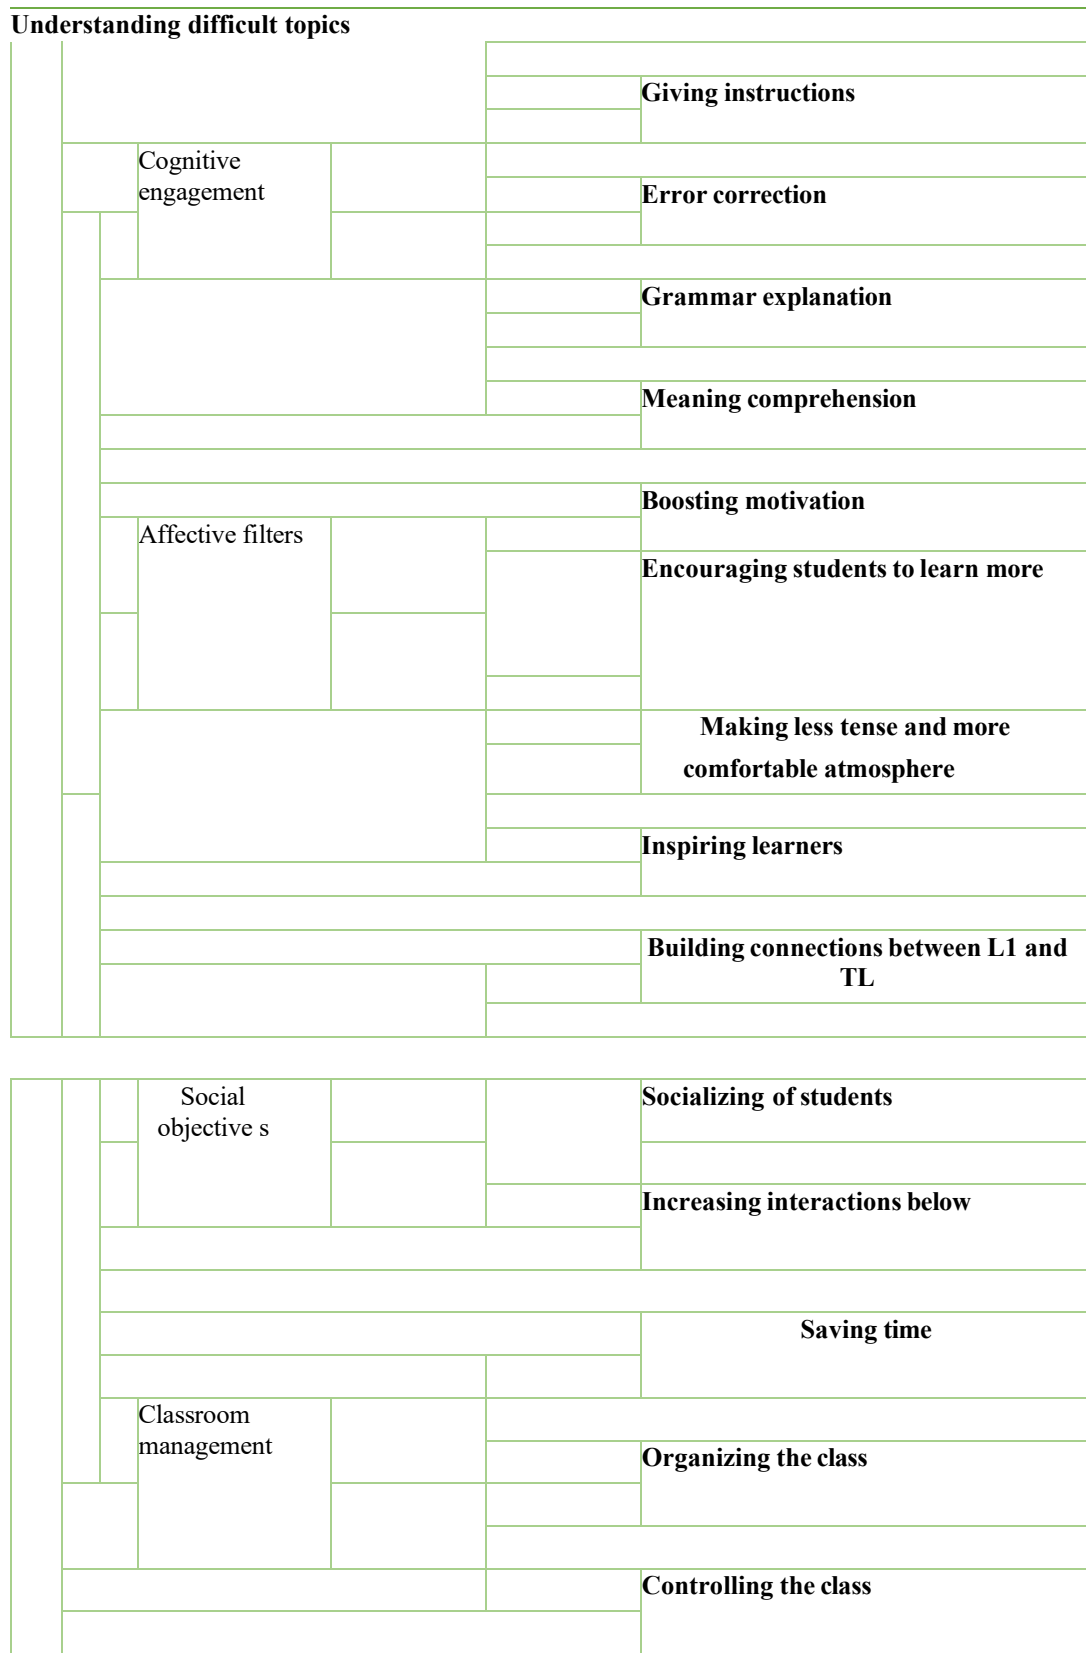 Understanding difficult topics
Giving instructions
Cognitive
engagement
Error correction
Grammar explanation
Meaning comprehension
Boosting motivation
Affective filters
Encouraging students to learn more
Making less tense and more
comfortable atmosphere
Inspiring learners
Building connections between L1 and
TL
Social
objective s
Socializing of students
Increasing interactions below
Saving time
Classroom
management
Organizing the class
Controlling the class